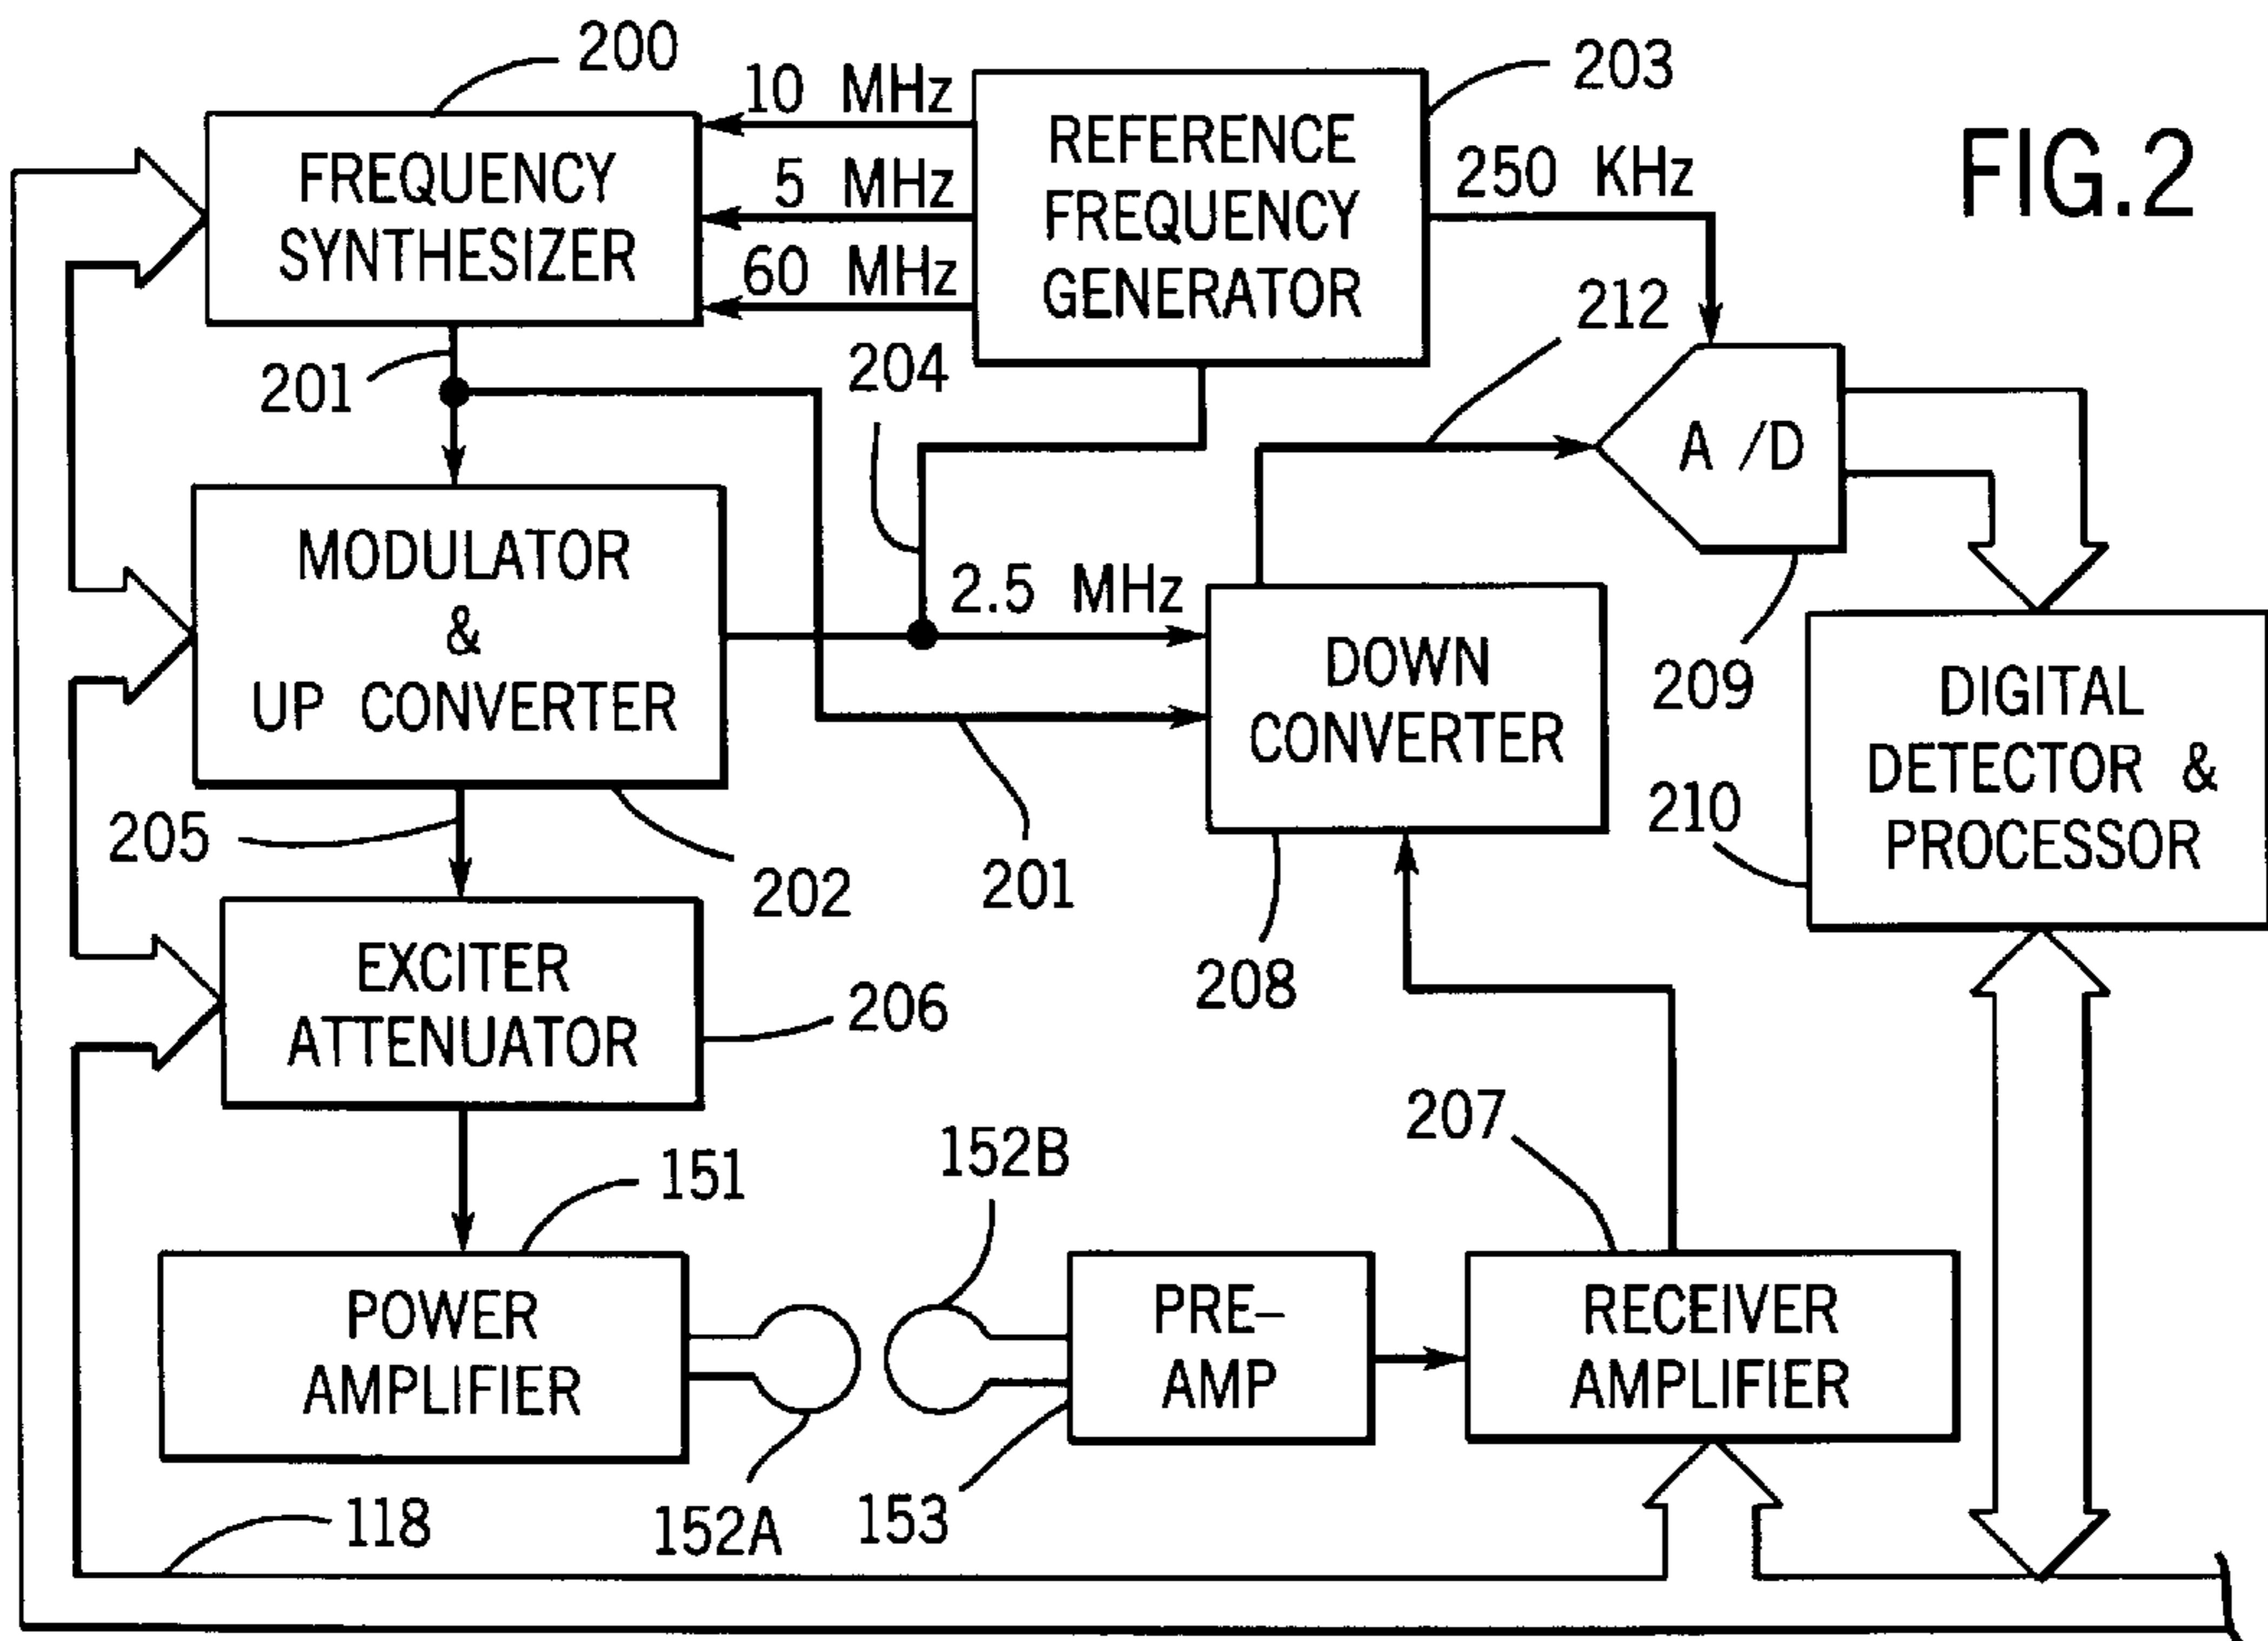 200
10 MHz
203
FIG.2
FREQUENCY
SYNTHESIZER
5 MHz
60 MHz
REFERENCE
FREQUENCY
GENERATOR
250 KHz
212
201
204
A /D
MODULATOR
&
UP CONVERTER
2.5 MHz
DOWN
CONVERTER
209
DIGITAL
DETECTOR &
PROCESSOR
210
205
202
201
208
EXCITER
ATTENUATOR
206
207
152B
151
POWER
AMPLIFIER
PRE-
AMP
RECEIVER
AMPLIFIER
118
152A
153